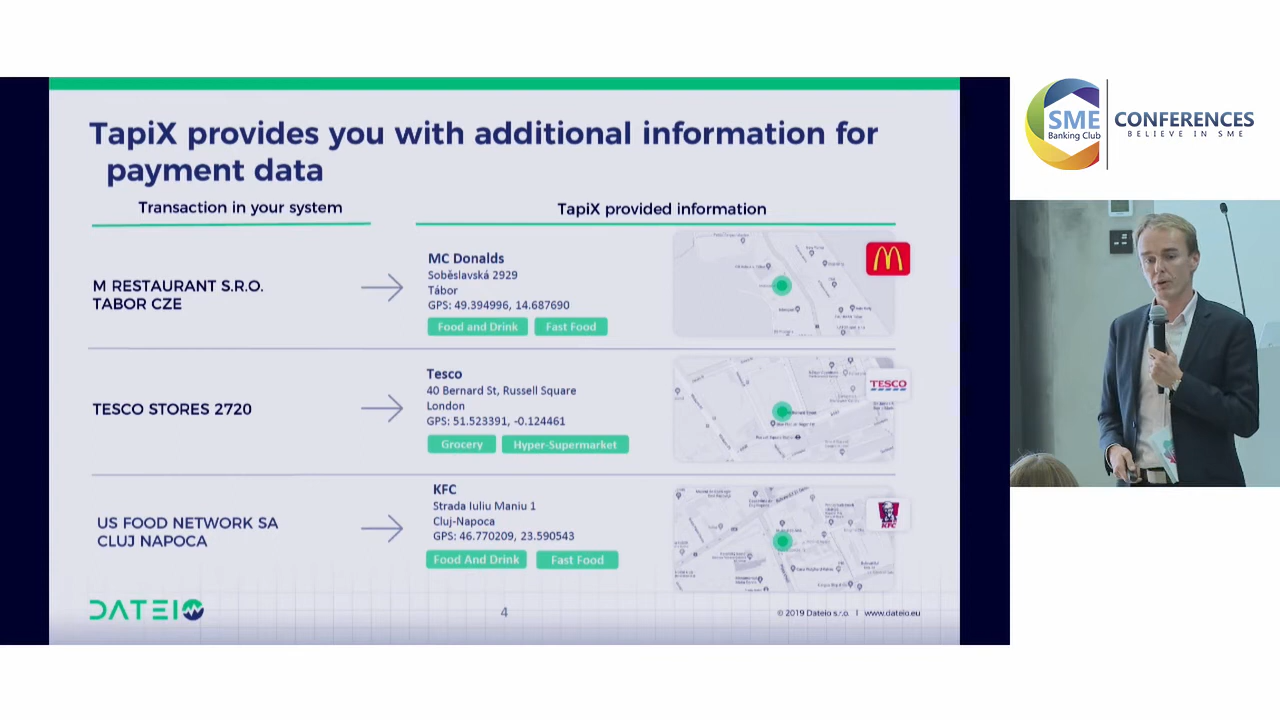 TapiX provides you with additional information for
payment data
Transaction in your system
TapiX provided information
M RESTAURANT S.R.O.
TABOR CZE
MC Donalds
Soběslavská 2929
Tábor
GPS: 49.394996, 14.687690
Food and Drink
Fast Food
TESCO STORES 2720
Tesco
40 Bernard St, Russell Square
London
GPS: 51.523391, -0.124461
Grocery
Hyper-Supermarket
TESCO
US FOOD NETWORK SA
CLUJ NAPOCA
KFC
Strada Iuliu Maniu 1
Cluj-Napoca
GPS: 46.770209, 23.590543
Food And Drink
Fast Food
KFC
DATEIO
4
© 2019 Dateio s.r.o. | www.dateio.eu
SME
Banking Club
CONFERENCES
BELIEVE IN SME